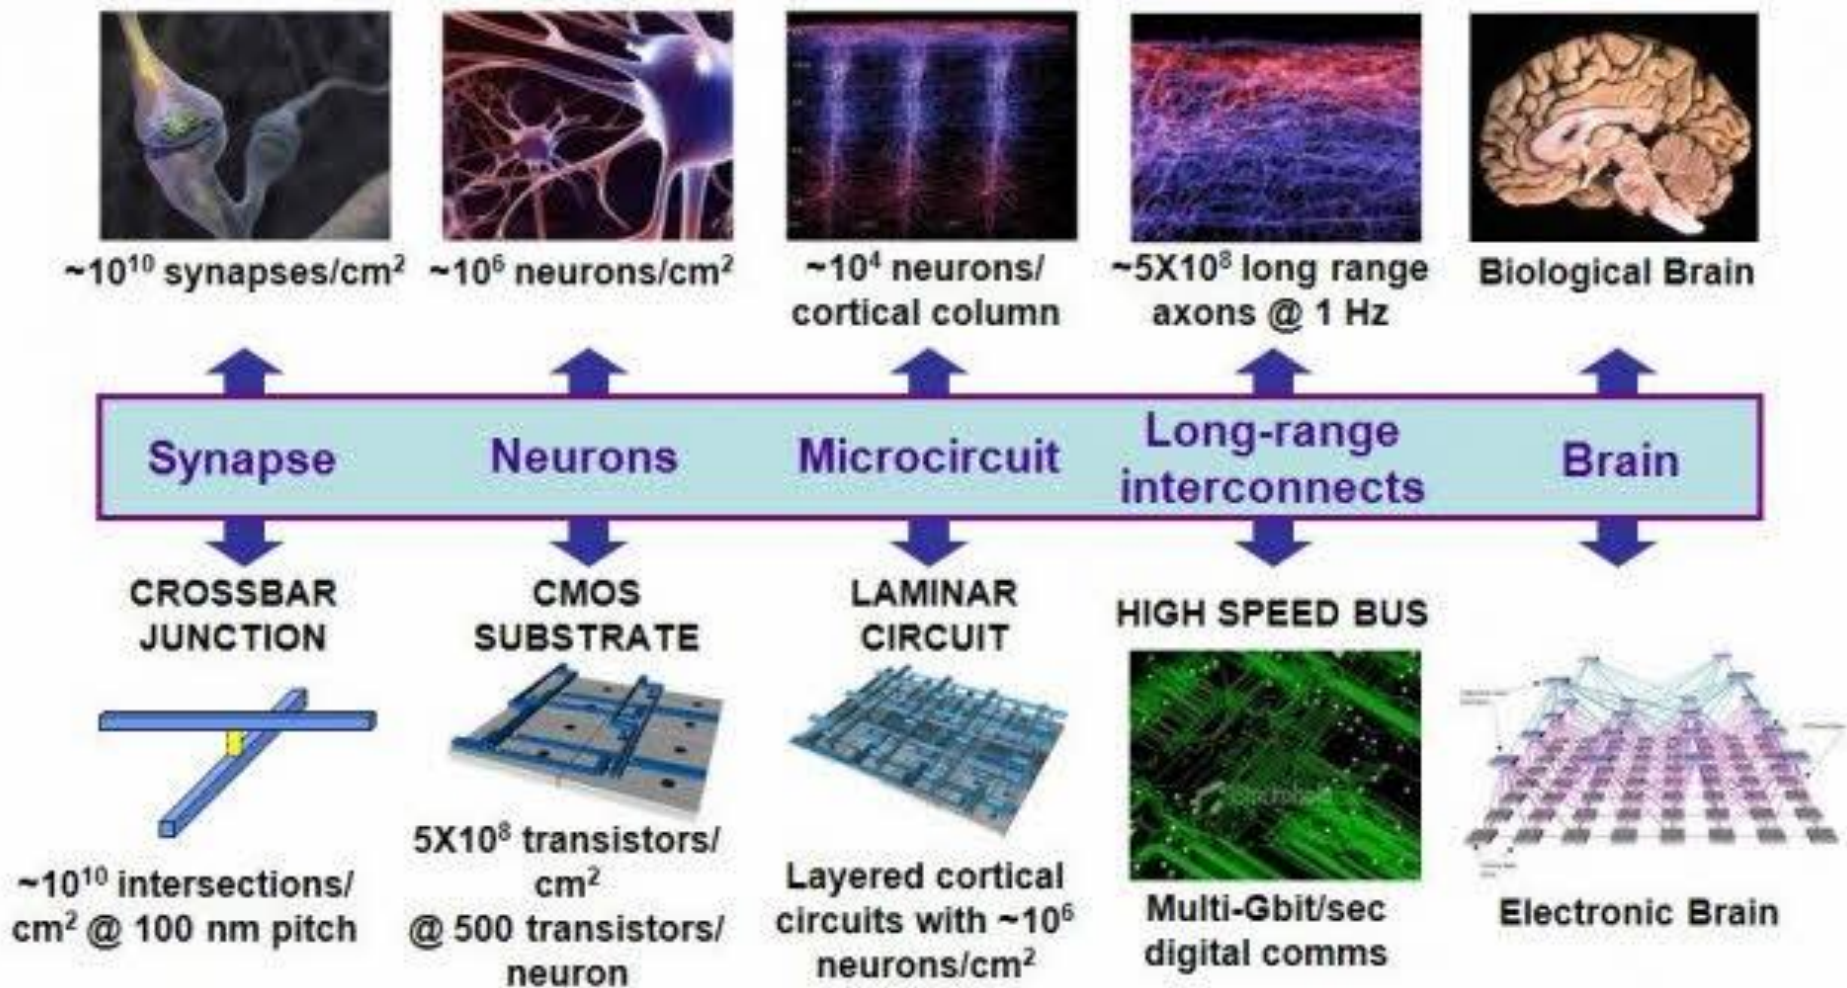 ~10¹⁰ synapses/cm²
~10⁶ neurons/cm²
~10⁴ neurons/
cortical column
~5X10⁸ long range
axons @ 1 Hz
Biological Brain
Synapse
Neurons
Microcircuit
Long-range
interconnects
Brain
CROSSBAR
JUNCTION
CMOS
SUBSTRATE
LAMINAR
CIRCUIT
HIGH SPEED BUS
~10¹⁰ intersections/
cm² @ 100 nm pitch
5X10⁸ transistors/
cm²
@ 500 transistors/
neuron
Layered cortical
circuits with ~10⁶
neurons/cm²
Multi-Gbit/sec
digital comms
Electronic Brain